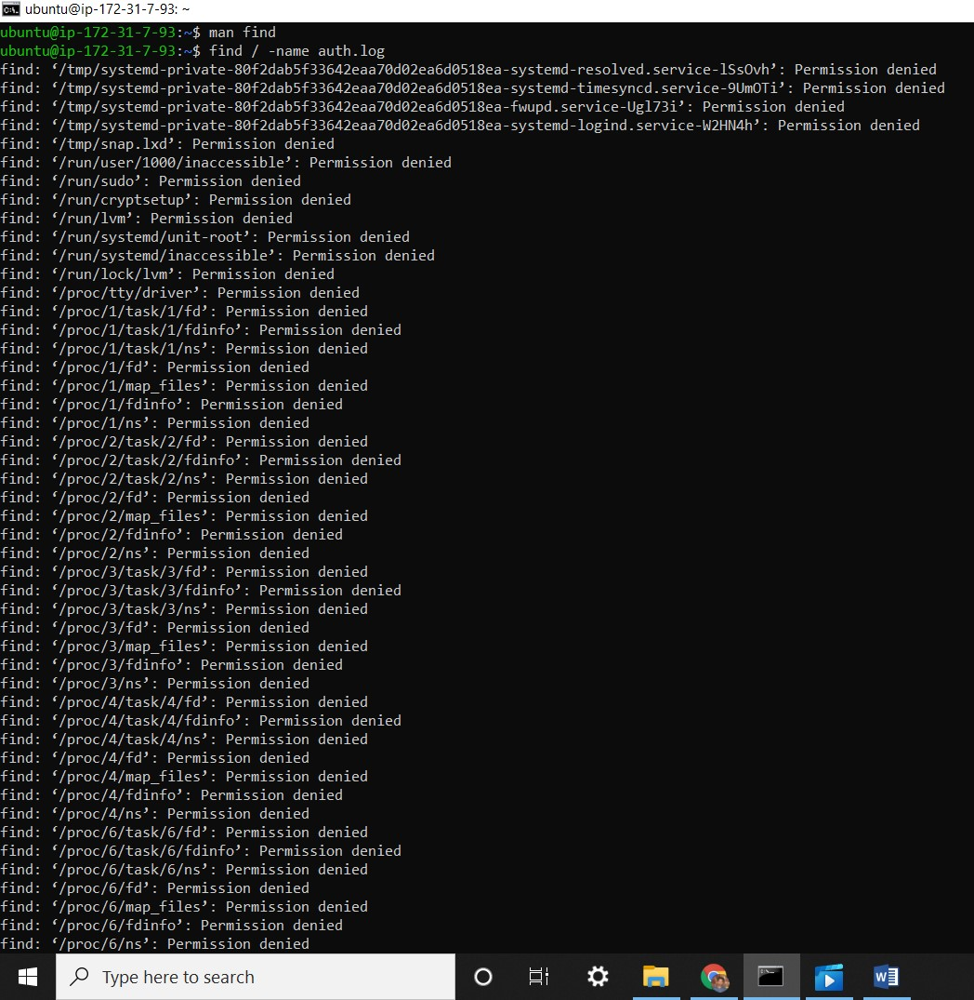 ubuntu@ip-172-31-7-93: ~
ubuntu@ip-172-31-7-93:~$ man find
ubuntu@ip-172-31-7-93:~$ find / -name auth.log
find: ‘/tmp/systemd-private-80f2dab5f33642eaa70d02ea6d0518ea-systemd-resolved.service-lSsOvh’: Permission denied
find: ‘/tmp/systemd-private-80f2dab5f33642eaa70d02ea6d0518ea-systemd-timesyncd.service-9UmOTi’: Permission denied
find: ‘/tmp/systemd-private-80f2dab5f33642eaa70d02ea6d0518ea-fwupd.service-Ugl73i’: Permission denied
find: ‘/tmp/systemd-private-80f2dab5f33642eaa70d02ea6d0518ea-systemd-logind.service-W2HN4h’: Permission denied
find: ‘/tmp/snap.lxd’: Permission denied
find: ‘/run/user/1000/inaccessible’: Permission denied
find: ‘/run/sudo’: Permission denied
find: ‘/run/cryptsetup’: Permission denied
find: ‘/run/lvm’: Permission denied
find: ‘/run/systemd/unit-root’: Permission denied
find: ‘/run/systemd/inaccessible’: Permission denied
find: ‘/run/lock/lvm’: Permission denied
find: ‘/proc/tty/driver’: Permission denied
find: ‘/proc/1/task/1/fd’: Permission denied
find: ‘/proc/1/task/1/fdinfo’: Permission denied
find: ‘/proc/1/task/1/ns’: Permission denied
find: ‘/proc/1/fd’: Permission denied
find: ‘/proc/1/map_files’: Permission denied
find: ‘/proc/1/fdinfo’: Permission denied
find: ‘/proc/1/ns’: Permission denied
find: ‘/proc/2/task/2/fd’: Permission denied
find: ‘/proc/2/task/2/fdinfo’: Permission denied
find: ‘/proc/2/task/2/ns’: Permission denied
find: ‘/proc/2/fd’: Permission denied
find: ‘/proc/2/map_files’: Permission denied
find: ‘/proc/2/fdinfo’: Permission denied
find: ‘/proc/2/ns’: Permission denied
find: ‘/proc/3/task/3/fd’: Permission denied
find: ‘/proc/3/task/3/fdinfo’: Permission denied
find: ‘/proc/3/task/3/ns’: Permission denied
find: ‘/proc/3/fd’: Permission denied
find: ‘/proc/3/map_files’: Permission denied
find: ‘/proc/3/fdinfo’: Permission denied
find: ‘/proc/3/ns’: Permission denied
find: ‘/proc/4/task/4/fd’: Permission denied
find: ‘/proc/4/task/4/fdinfo’: Permission denied
find: ‘/proc/4/task/4/ns’: Permission denied
find: ‘/proc/4/fd’: Permission denied
find: ‘/proc/4/map_files’: Permission denied
find: ‘/proc/4/fdinfo’: Permission denied
find: ‘/proc/4/ns’: Permission denied
find: ‘/proc/6/task/6/fd’: Permission denied
find: ‘/proc/6/task/6/fdinfo’: Permission denied
find: ‘/proc/6/task/6/ns’: Permission denied
find: ‘/proc/6/fd’: Permission denied
find: ‘/proc/6/map_files’: Permission denied
find: ‘/proc/6/fdinfo’: Permission denied
find: ‘/proc/6/ns’: Permission denied
Type here to search